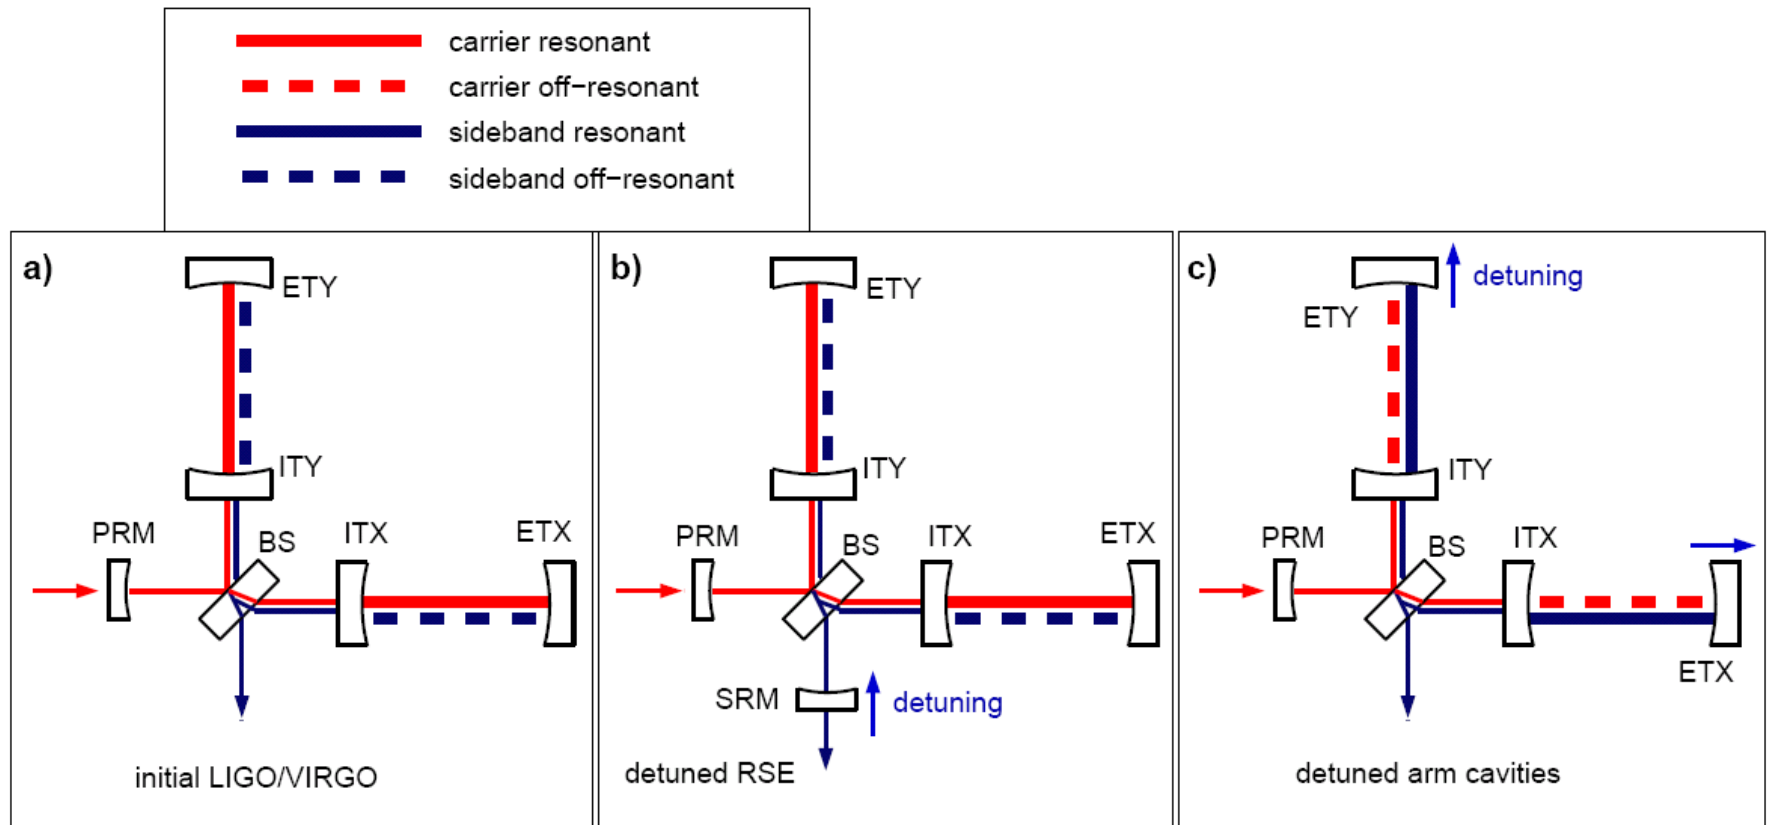 carrier resonant
carrier off−resonant
sideband resonant
sideband off−resonant
a)
ETY
ITY
PRM
BS
ITX
ETX
initial LIGO/VIRGO
b)
ETY
ITY
PRM
BS
ITX
ETX
SRM
detuning
detuned RSE
c)
detuning
ETY
ITY
PRM
BS
ITX
ETX
detuned arm cavities